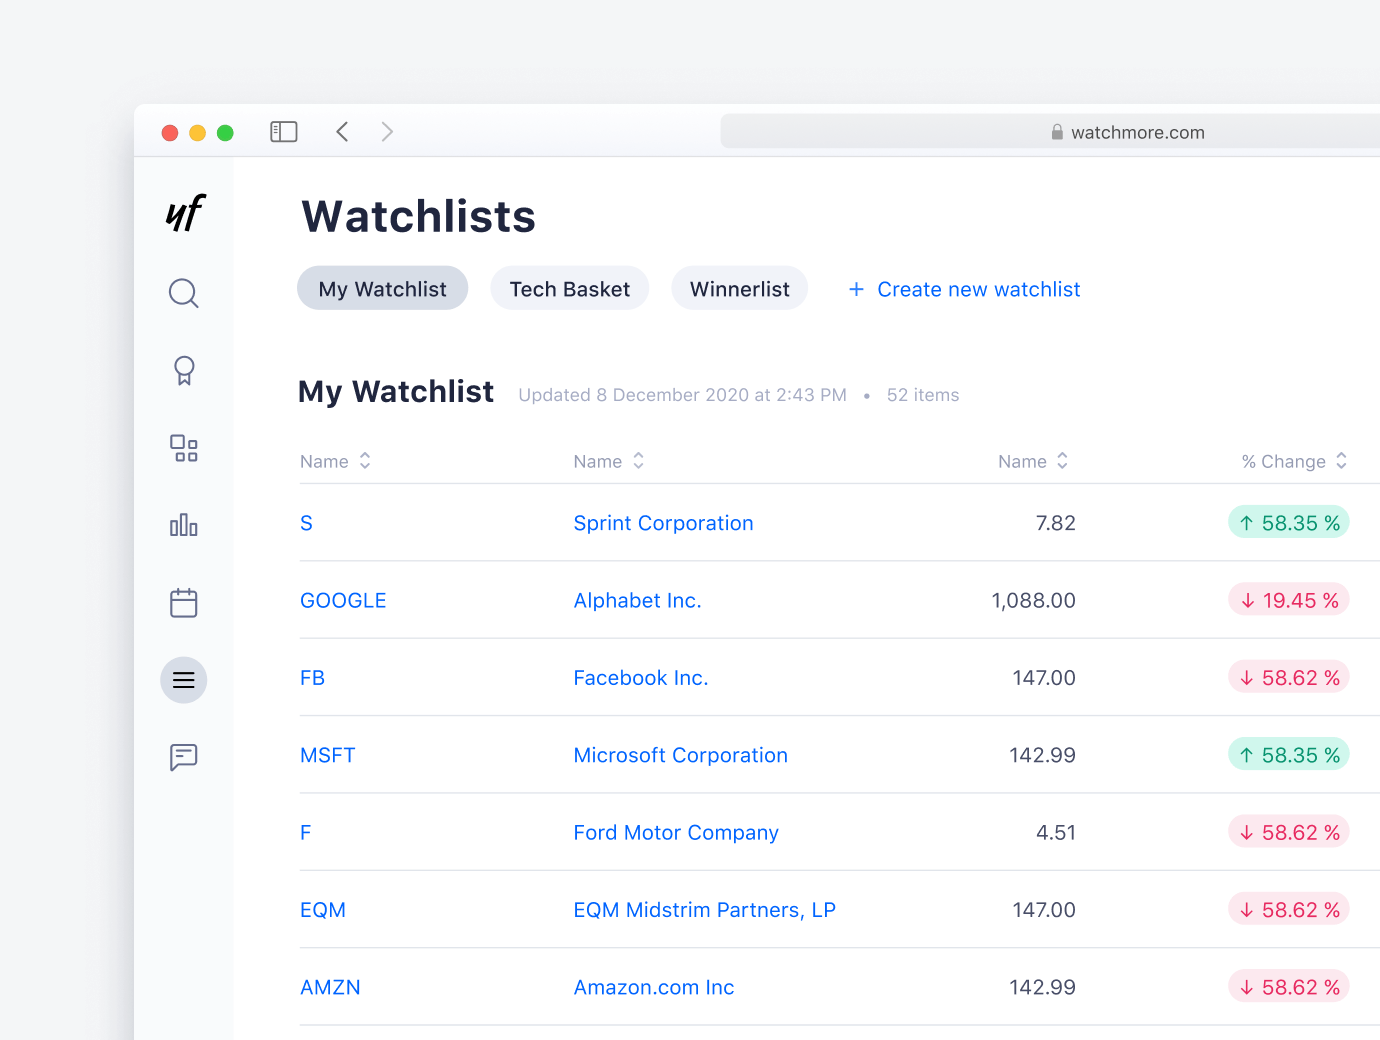 watchmore.com
yf
Watchlists
My Watchlist Tech Basket Winnerlist + Create new watchlist
My Watchlist Updated 8 December 2020 at 2:43 PM • 52 items
Name Name Name % Change
S Sprint Corporation 7.82 ↑ 58.35 %
GOOGLE Alphabet Inc. 1,088.00 ↓ 19.45 %
FB Facebook Inc. 147.00 ↓ 58.62 %
MSFT Microsoft Corporation 142.99 ↑ 58.35 %
F Ford Motor Company 4.51 ↓ 58.62 %
EQM EQM Midstrim Partners, LP 147.00 ↓ 58.62 %
AMZN Amazon.com Inc 142.99 ↓ 58.62 %